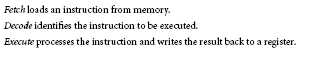 Fetch loads an instruction from memory.
Decode identifies the instruction to be executed.
Execute processes the instruction and writes the result back to a register.